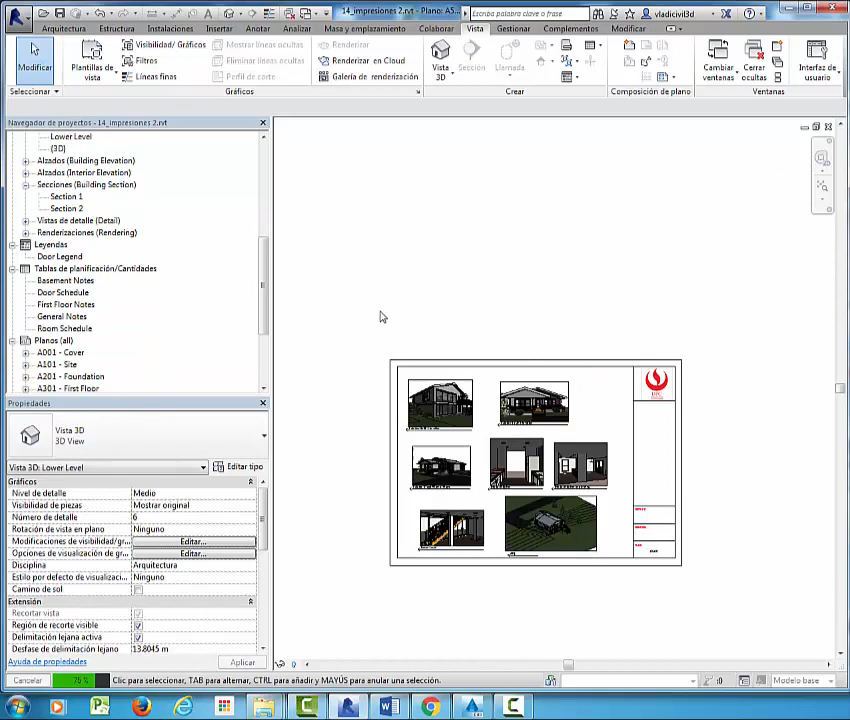 14_impresiones 2.rvt - Plano: A5...
Escriba palabra clave o frase
vladicivil3d
Arquitectura Estructura Instalaciones Insertar Anotar Analizar Masa y emplazamiento Colaborar Vista Gestionar Complementos Modificar
Modificar
Plantillas de vista
Visibilidad/ Gráficos
Filtros
Líneas finas
Mostrar líneas ocultas
Eliminar líneas ocultas
Perfil de corte
Renderizar
Renderizar en Cloud
Galería de renderización
Vista 3D
Sección
Llamada
Cambiar ventanas
Cerrar ocultas
Interfaz de usuario
Seleccionar
Gráficos
Crear
Composición de plano
Ventanas
Navegador de proyectos - 14_impresiones 2.rvt
Lower Level
{3D}
Alzados (Building Elevation)
Alzados (Interior Elevation)
Secciones (Building Section)
Section 1
Section 2
Vistas de detalle (Detail)
Renderizaciones (Rendering)
Leyendas
Door Legend
Tablas de planificación/Cantidades
Basement Notes
Door Schedule
First Floor Notes
General Notes
Room Schedule
Planos (all)
A001 - Cover
A101 - Site
A201 - Foundation
A301 - First Floor
Propiedades
Vista 3D
3D View
Vista 3D: Lower Level
Editar tipo
Gráficos
Nivel de detalle Medio
Visibilidad de piezas Mostrar original
Número de detalle 6
Rotación de vista en plano Ninguno
Modificaciones de visibilidad/gr... Editar...
Opciones de visualización de gr... Editar...
Disciplina Arquitectura
Estilo por defecto de visualizaci... Ninguno
Camino de sol
Extensión
Recortar vista
Región de recorte visible
Delimitación lejana activa
Desfase de delimitación lejano 13.8045 m
Ayuda de propiedades
Aplicar
UPC
Cancelar
75 %
Clic para seleccionar, TAB para alternar, CTRL para añadir y MAYÚS para anular una selección.
:0
Modelo base